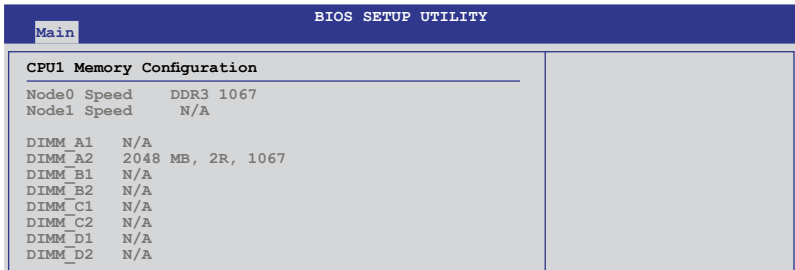 BIOS SETUP UTILITY
Main
CPU1 Memory Configuration
Node0 Speed DDR3 1067
Node1 Speed N/A
DIMM_A1 N/A
DIMM_A2 2048 MB, 2R, 1067
DIMM_B1 N/A
DIMM_B2 N/A
DIMM_C1 N/A
DIMM_C2 N/A
DIMM_D1 N/A
DIMM_D2 N/A